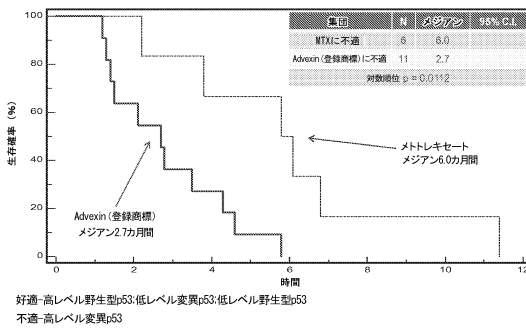 集団 N メジアン 95% C.I.
MTXに不適 6 6.0
Advexin(登録商標)に不適 11 2.7
対数順位 p = 0.0112
生存確率 (%)
100
80
60
40
20
0
メトトレキセート
メジアン6.0カ月間
Advexin(登録商標)
メジアン2.7カ月間
0 2 4 6 8 10 12
時間
好適-高レベル野生型p53;低レベル変異p53;低レベル野生型p53
不適-高レベル変異p53